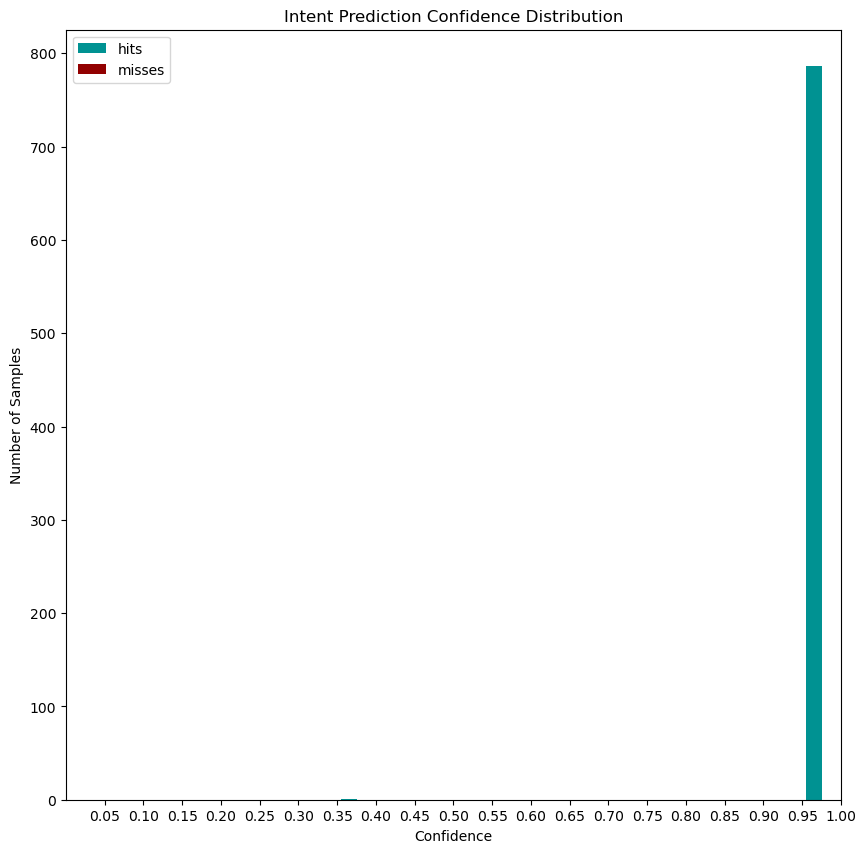 Intent Prediction Confidence Distribution
hits
misses
800
700
600
500
400
300
200
100
0
Number of Samples
0.05 0.10 0.15 0.20 0.25 0.30 0.35 0.40 0.45 0.50 0.55 0.60 0.65 0.70 0.75 0.80 0.85 0.90 0.95 1.00
Confidence